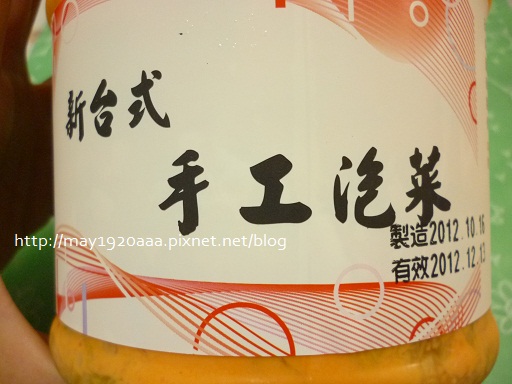 新台式
手工泡菜
製造2012.10.16
有效2012.12.13
http://may1920aaa.pixnet.net/blog